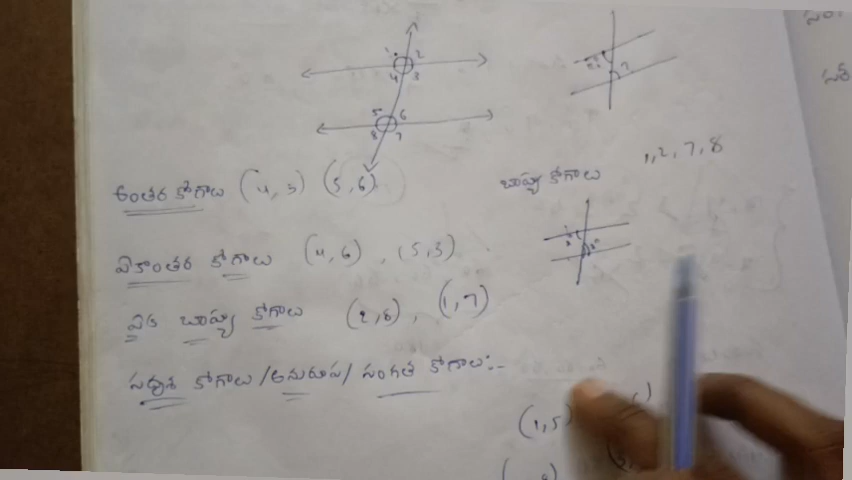 1 2
4 3
5 6
8 7
అంతర కోణాలు (4, 3) (5, 6)
బాహ్య కోణాలు 1, 2, 7, 8
ఏకాంతర కోణాలు (4, 6), (5, 3)
ఏక బాహ్య కోణాలు (2, 8), (1, 7)
సదృశ కోణాలు / అనురూప / సంగత కోణాలు:-
(1, 5)